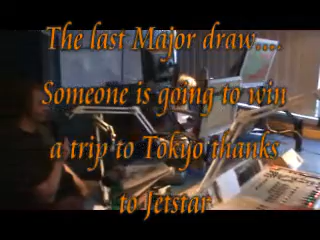 The last Major draw....
Someone is going to win
a trip to Tokyo thanks
to Jetstar